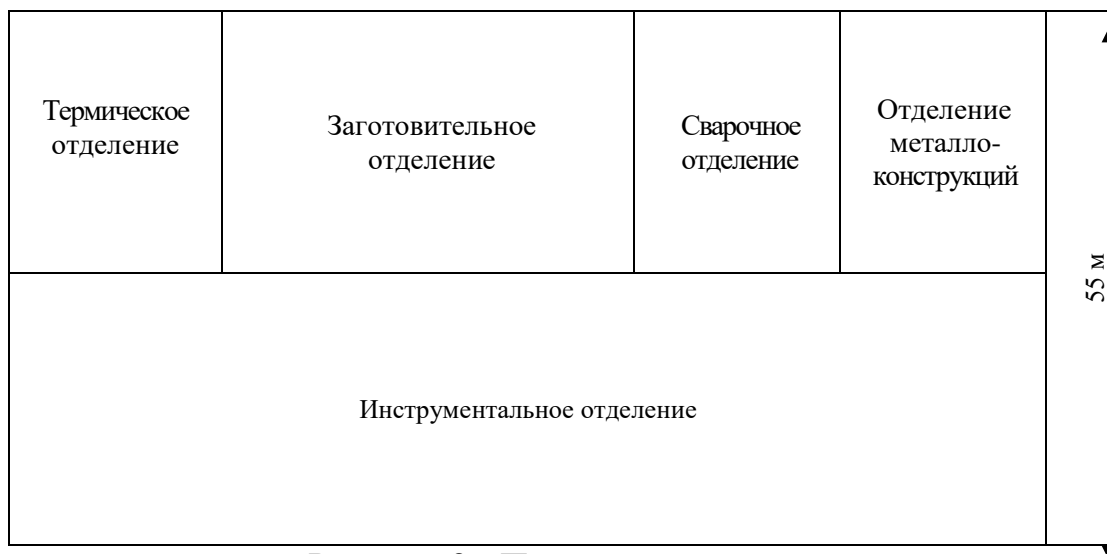 Термическое
отделение
Заготовительное
отделение
Сварочное
отделение
Отделение
металло-
конструкций
55 м
Инструментальное отделение